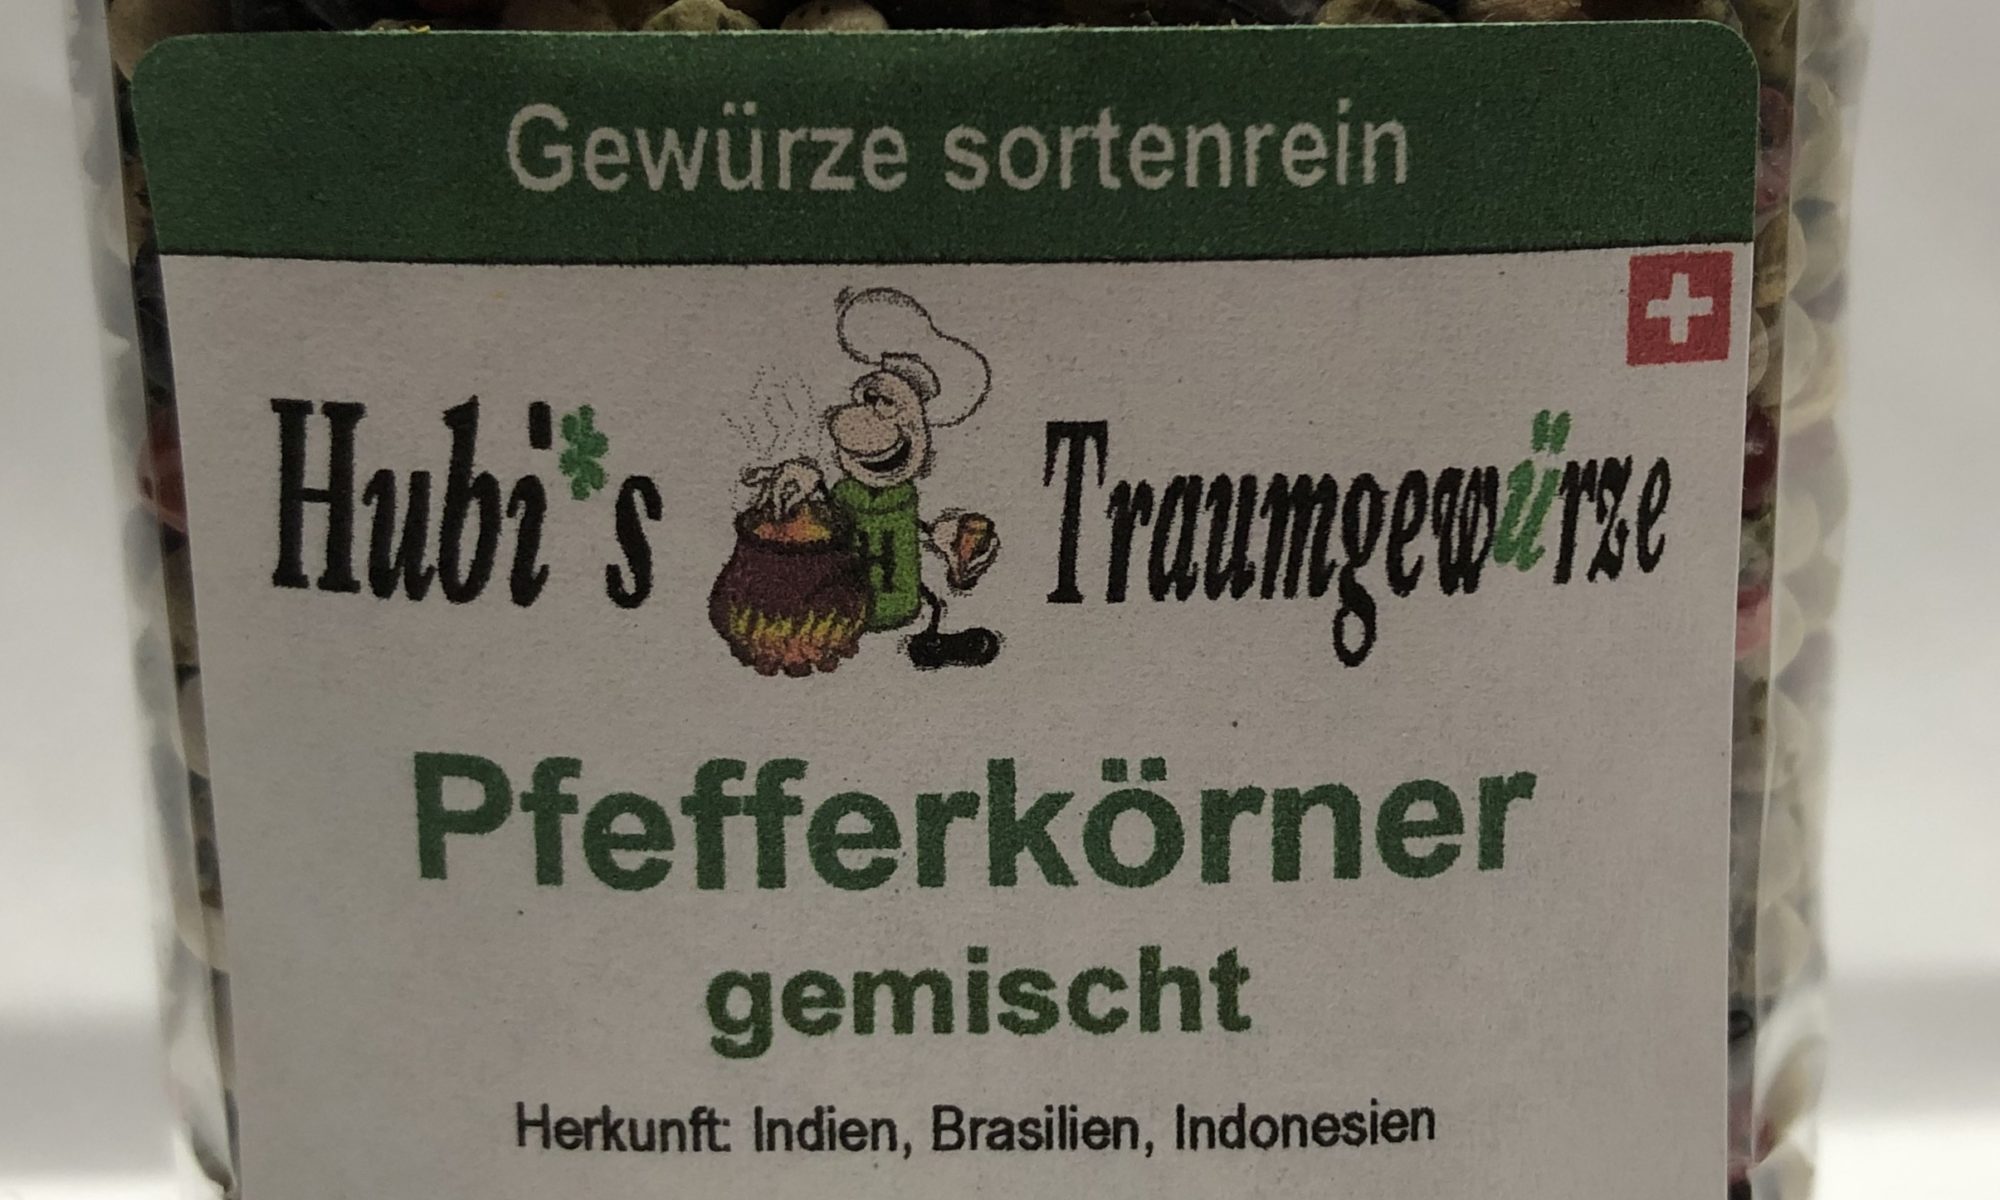 Gewürze sortenrein
Hubi's Traumgewürze
H
Pfefferkörner
gemischt
Herkunft: Indien, Brasilien, Indonesien